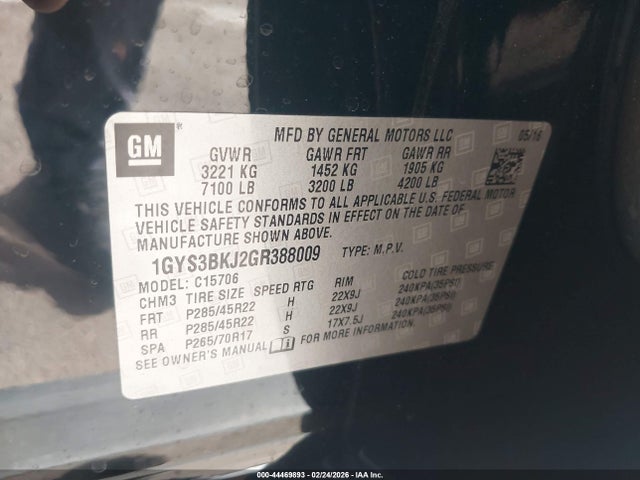 GM
®
MFD BY GENERAL MOTORS LLC 05/16
GVWR GAWR FRT GAWR RR
3221 KG 1452 KG 1905 KG
7100 LB 3200 LB 4200 LB
THIS VEHICLE CONFORMS TO ALL APPLICABLE U.S. FEDERAL MOTOR
VEHICLE SAFETY STANDARDS IN EFFECT ON THE DATE OF
MANUFACTURE SHOWN ABOVE.
1GYS3BKJ2GR388009 TYPE: M.P.V.
MODEL: C15706
CHM3 TIRE SIZE SPEED RTG RIM COLD TIRE PRESSURE
FRT P285/45R22 H 22X9J 240KPA(35PSI)
RR P285/45R22 H 22X9J 240KPA(35PSI)
SPA P265/70R17 S 17X7.5J 240KPA(35PSI)
SEE OWNER'S MANUAL FOR MORE INFORMATION.
000-44469893 - 02/24/2026 - COPYRIGHT © IAA, LLC